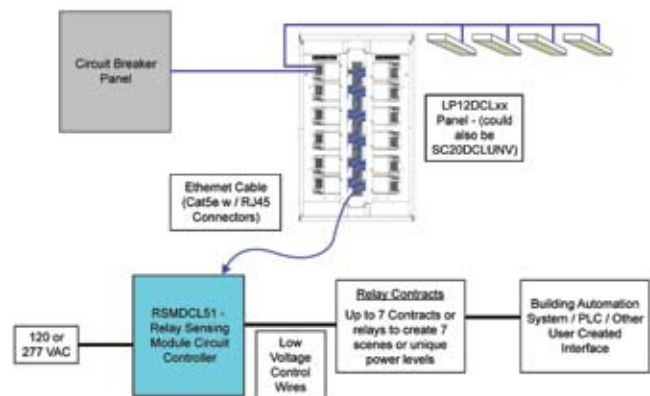 Circuit Breaker
Panel
LP12DCLxx
Panel - (could
also be
SC20DCLUNV)
Ethernet Cable
(Cat5e w / RJ45
Connectors)
RSMDCL51 -
Relay Sensing
Module Circuit
Controller
120 or
277 VAC
Low
Voltage
Control
Wires
Relay Contracts
Up to 7 Contracts or
relays to create 7
scenes or unique
power levels
Building Automation
System / PLC / Other
User Created
Interface